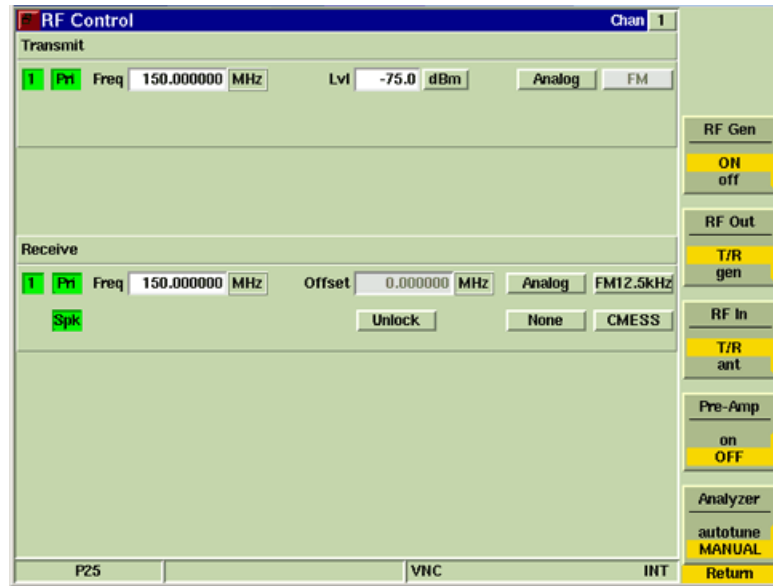 RF Control Chan 1
Transmit
1 Pri Freq 150.000000 MHz Lvl -75.0 dBm Analog FM
Receive
1 Pri Freq 150.000000 MHz Offset 0.000000 MHz Analog FM12.5kHz
Spk Unlock None CMESS
RF Gen
ON
off
RF Out
T/R
gen
RF In
T/R
ant
Pre-Amp
on
OFF
Analyzer
autotune
MANUAL
Return
P25 VNC INT